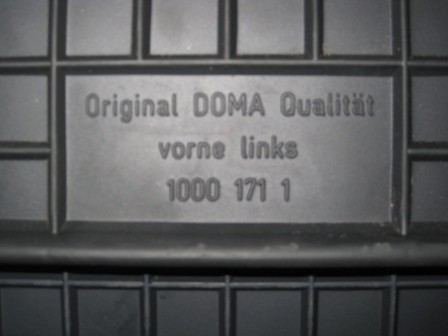 Original DOMA Qualität
vorne links
1000 171 1